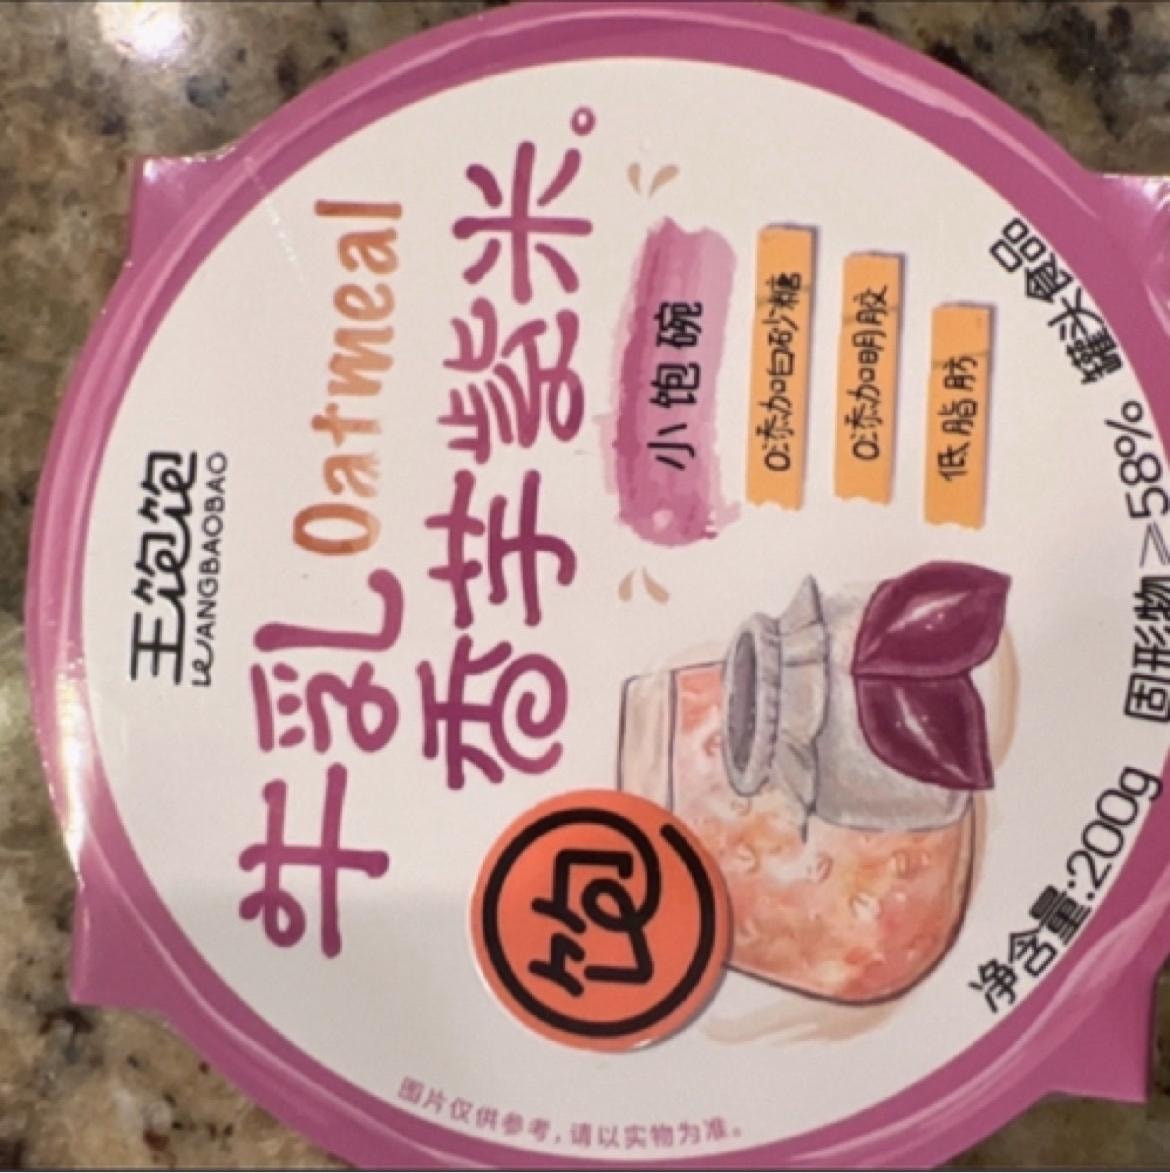 王饱饱
WANGBAOBAO
牛乳Oatmeal
香芋紫米。
小饱碗
0添加白砂糖
0添加明胶
低脂肪
饱
净含量:200g 固形物≥58% 罐头食品
图片仅供参考,请以实物为准。